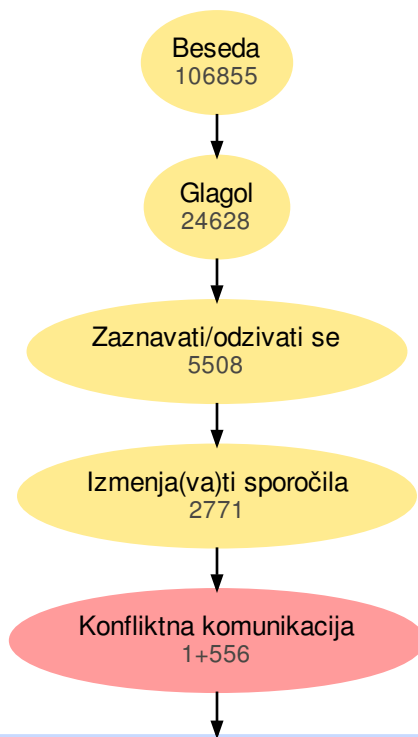 Beseda
106855
Glagol
24628
Zaznavati/odzivati se
5508
Izmenja(va)ti sporočila
2771
Konfliktna komunikacija
1+556